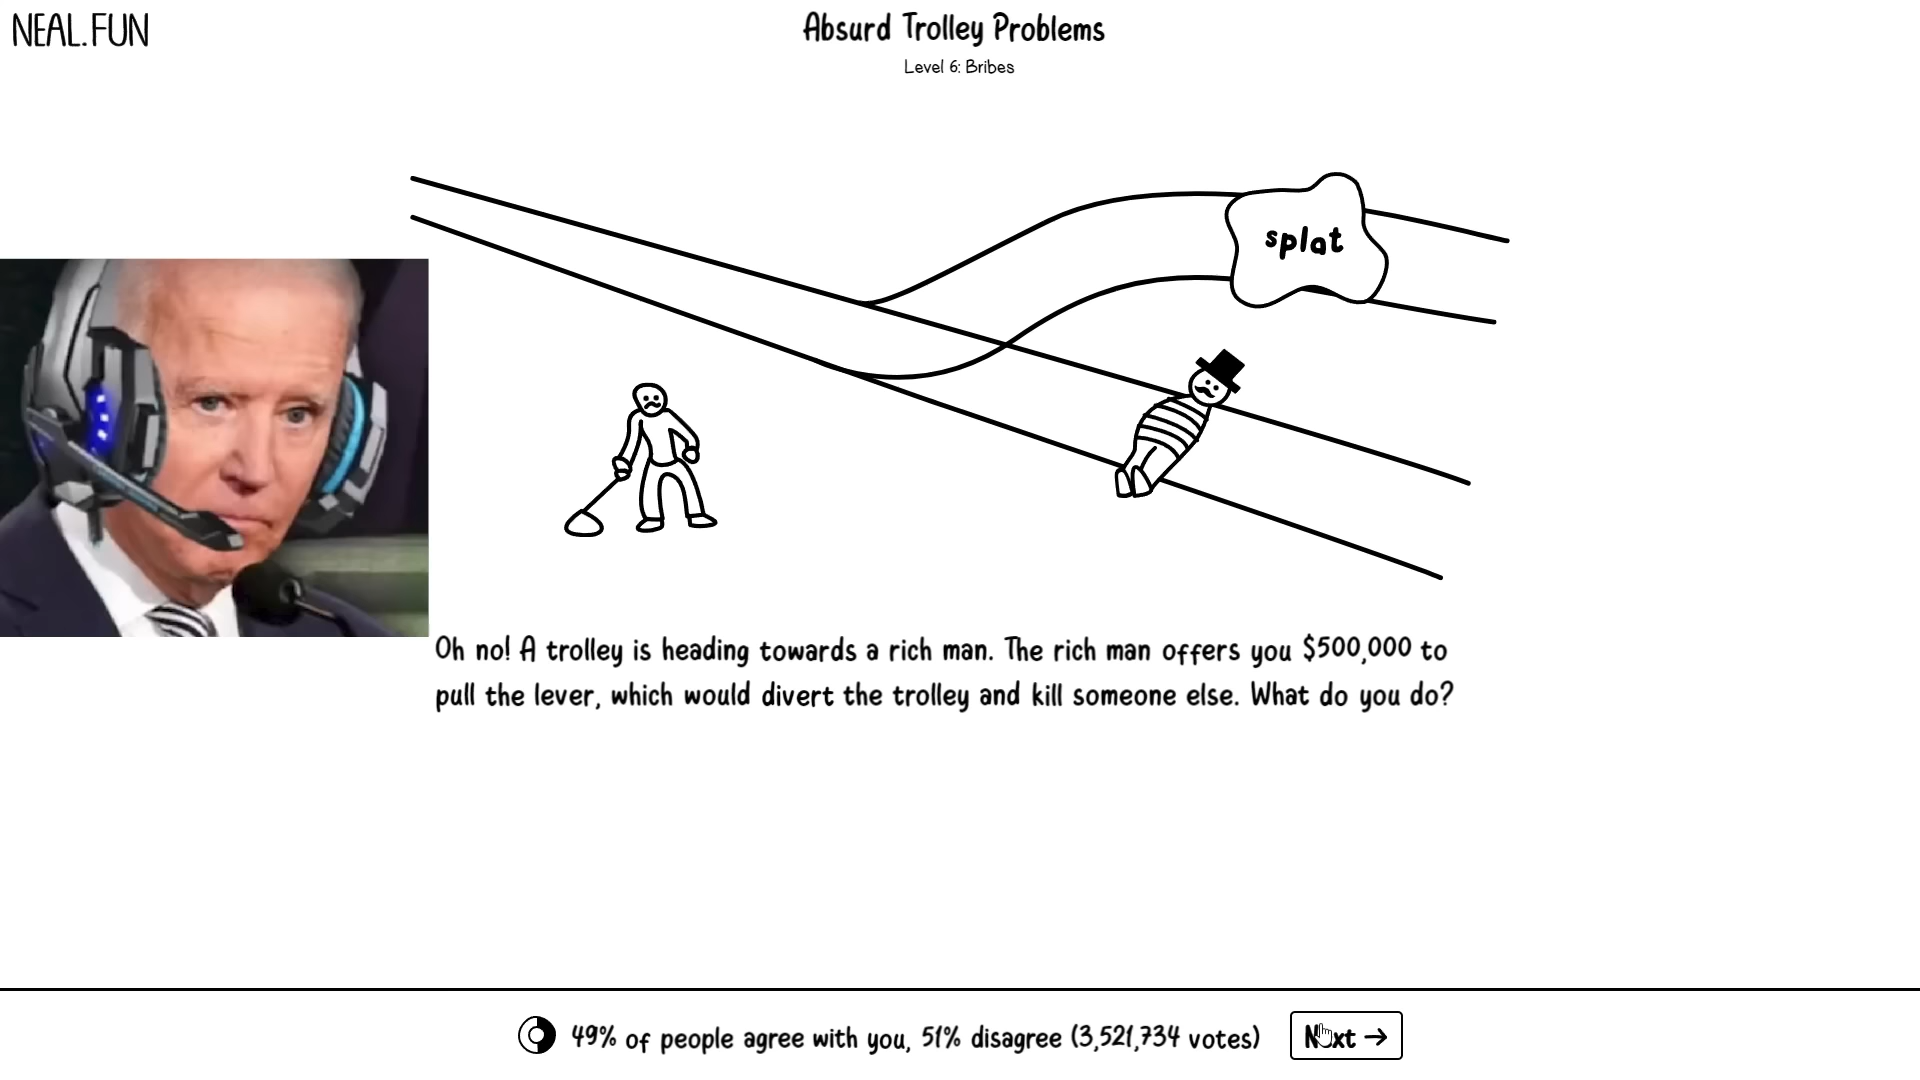 NEAL.FUN
Absurd Trolley Problems
Level 6: Bribes
splat
Oh no! A trolley is heading towards a rich man. The rich man offers you $500,000 to
pull the lever, which would divert the trolley and kill someone else. What do you do?
49% of people agree with you, 51% disagree (3,521,734 votes)
Next →